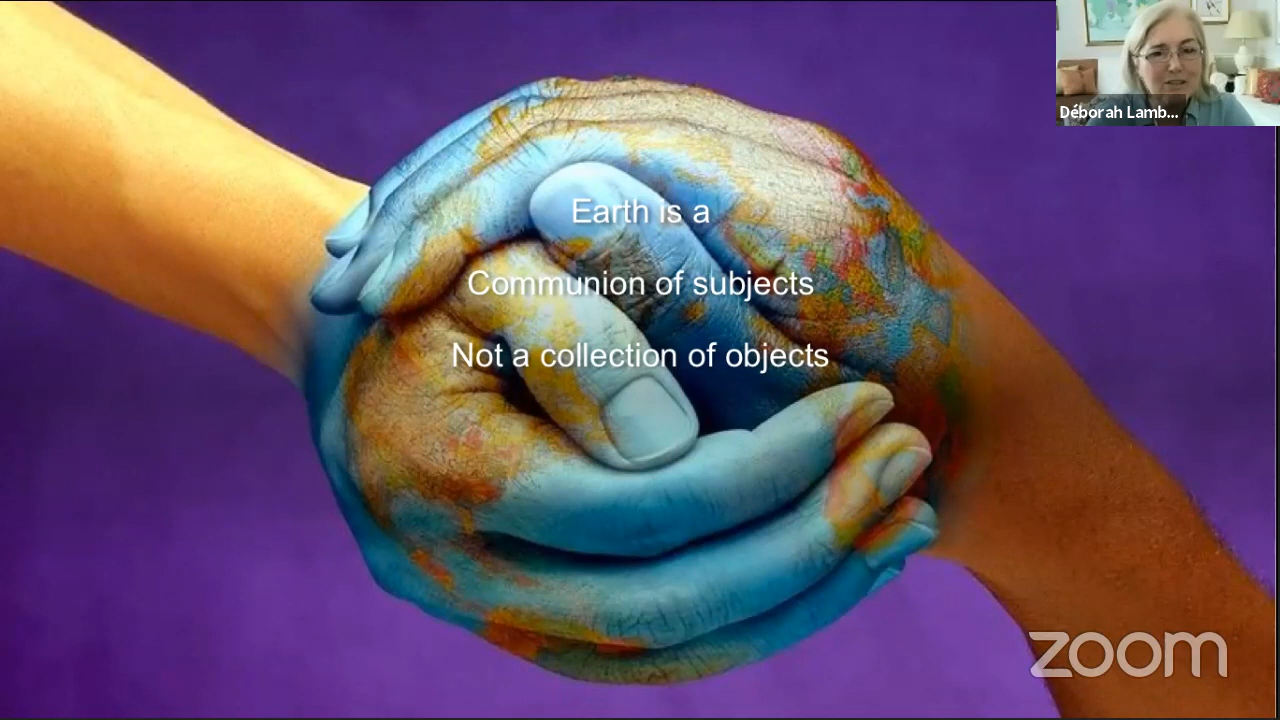 Déborah Lamb...
Earth is a
Communion of subjects
Not a collection of objects
zoom